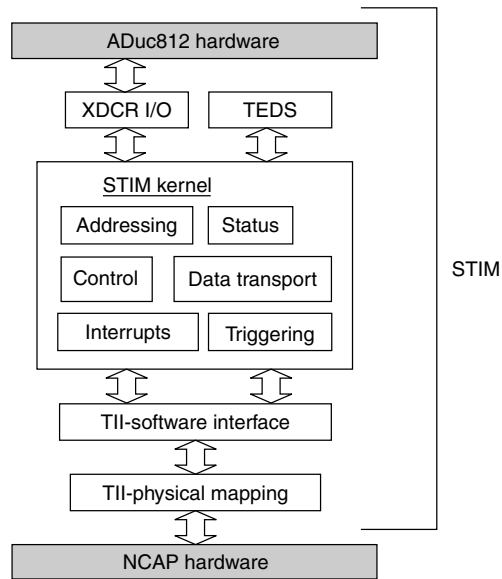 ADuc812 hardware
XDCR I/O
TEDS
STIM kernel
Addressing
Status
Control
Data transport
Interrupts
Triggering
STIM
TII-software interface
TII-physical mapping
NCAP hardware